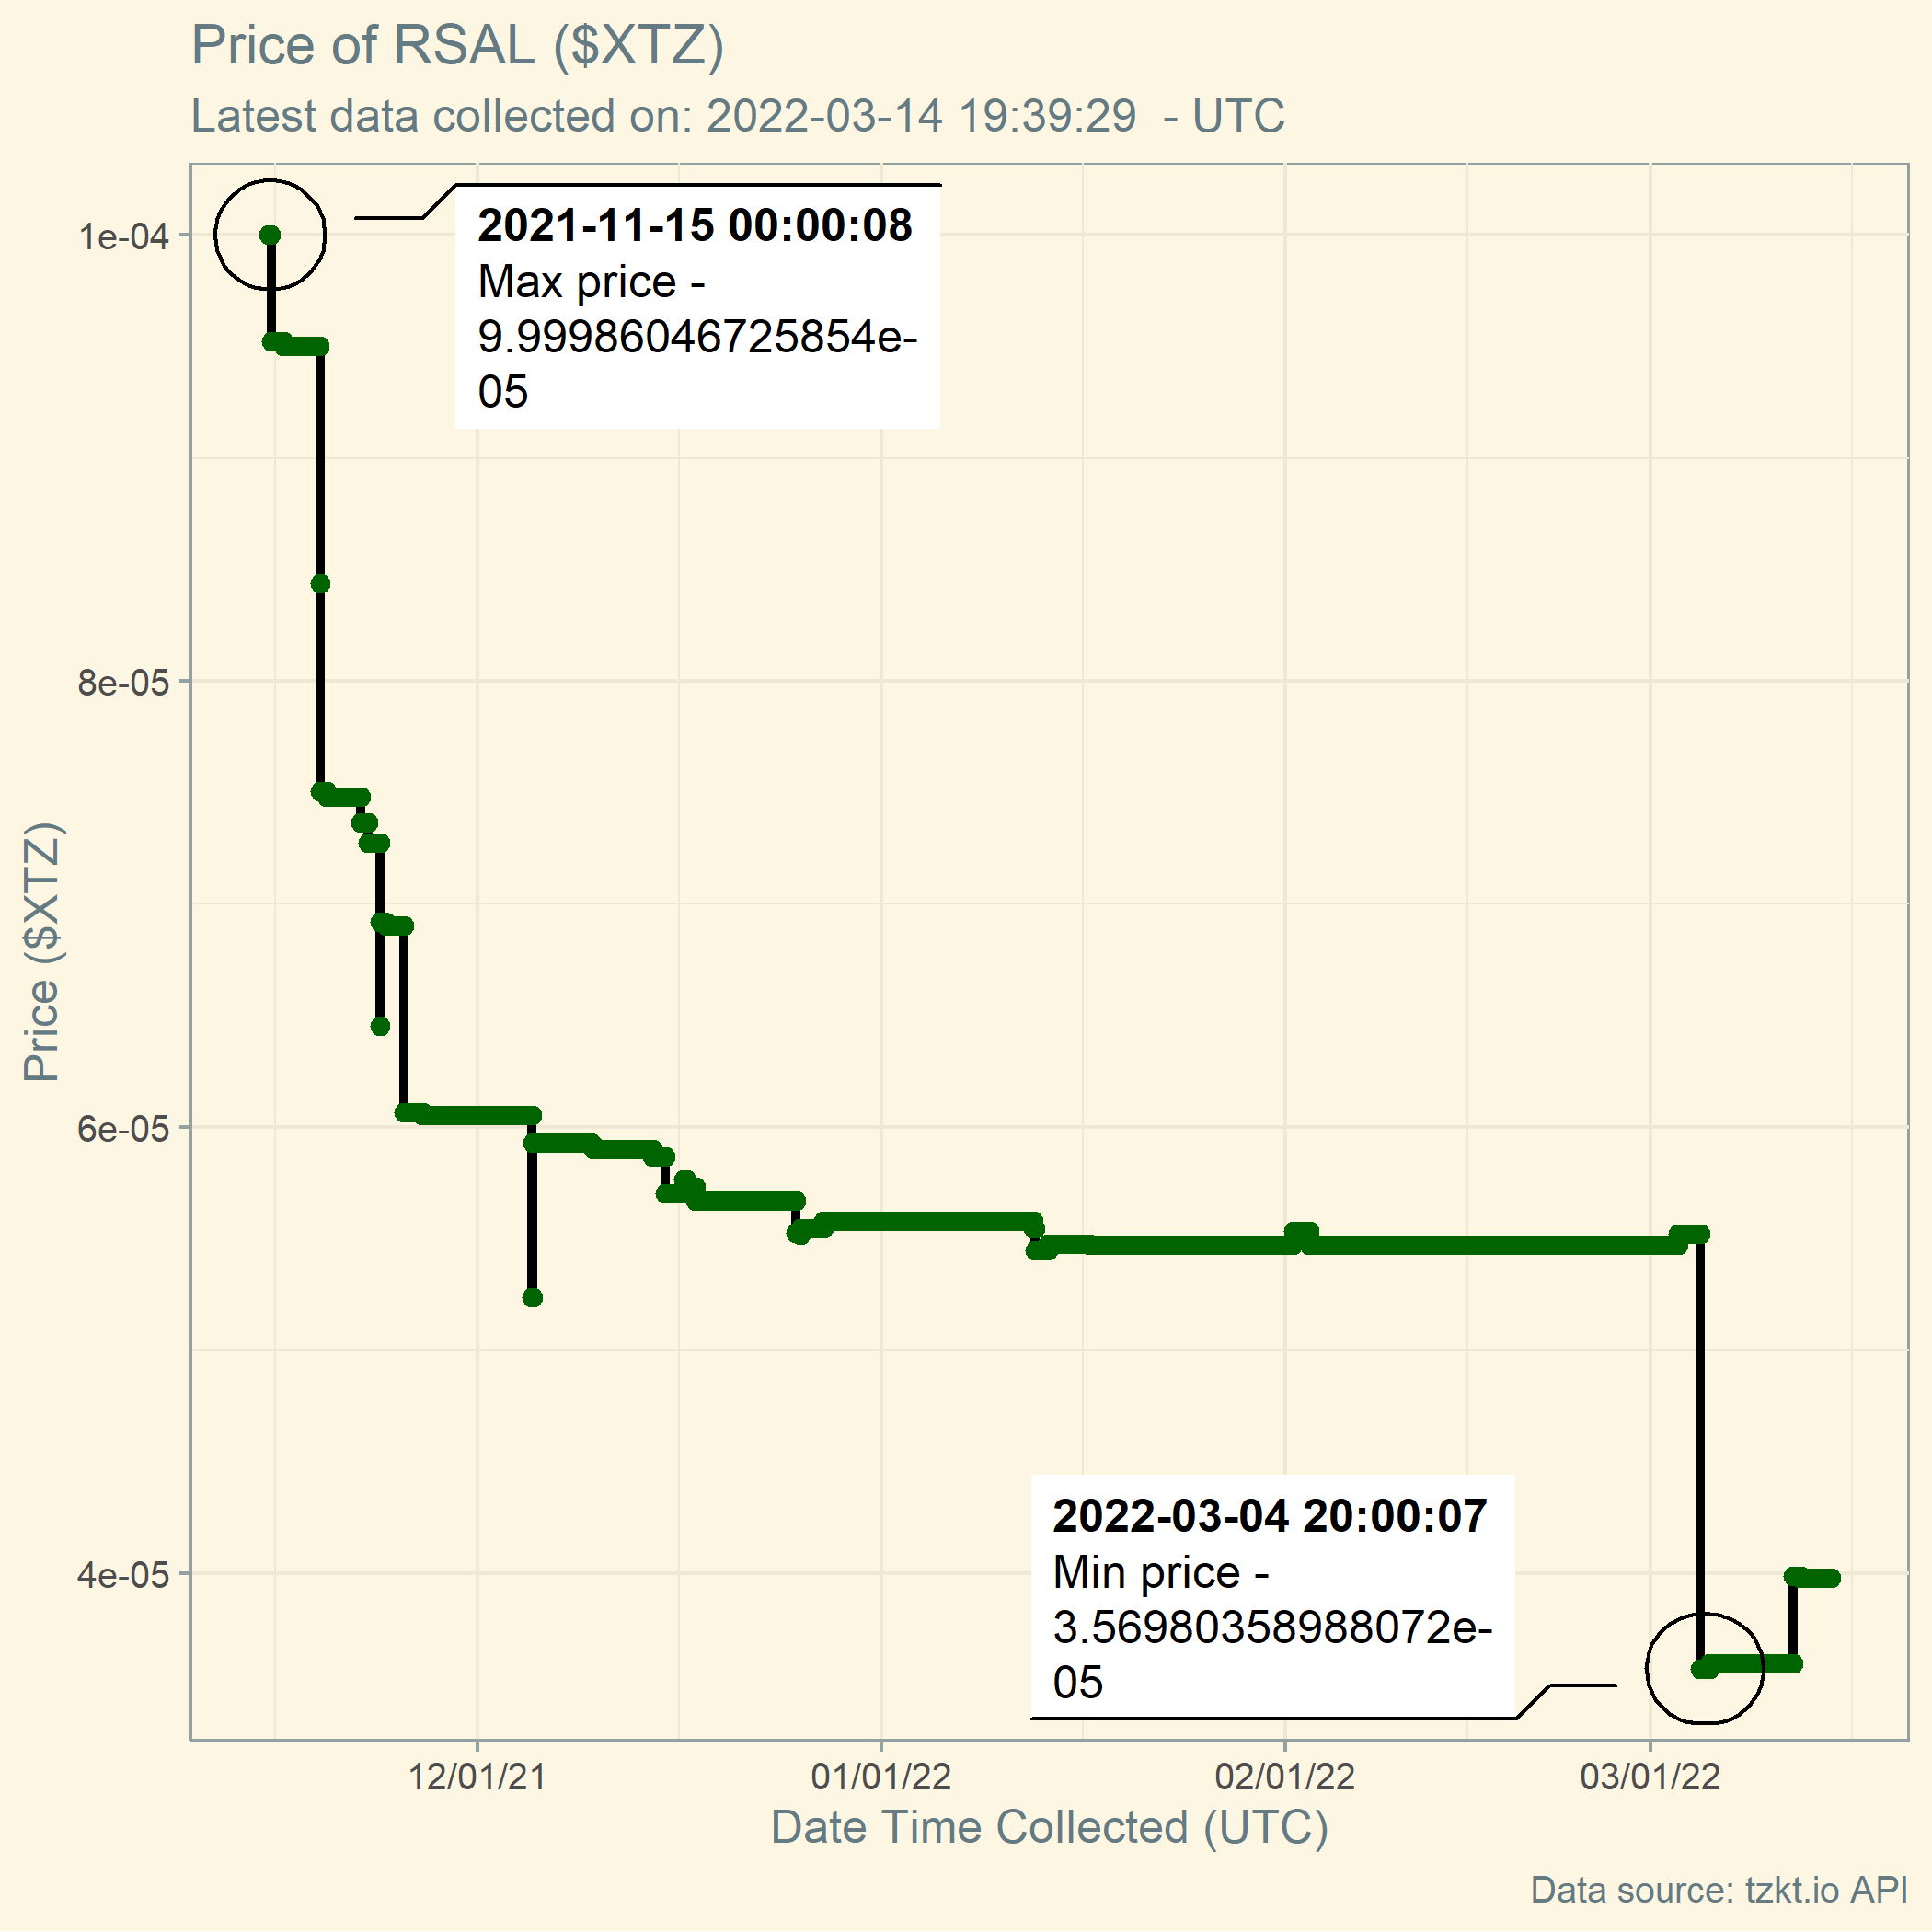 Price of RSAL ($XTZ)
Latest data collected on: 2022-03-14 19:39:29  - UTC
2021-11-15 00:00:08
Max price -
9.99986046725854e-
05
1e-04
8e-05
6e-05
4e-05
Price ($XTZ)
2022-03-04 20:00:07
Min price -
3.56980358988072e-
05
12/01/21
01/01/22
02/01/22
03/01/22
Date Time Collected (UTC)
Data source: tzkt.io API